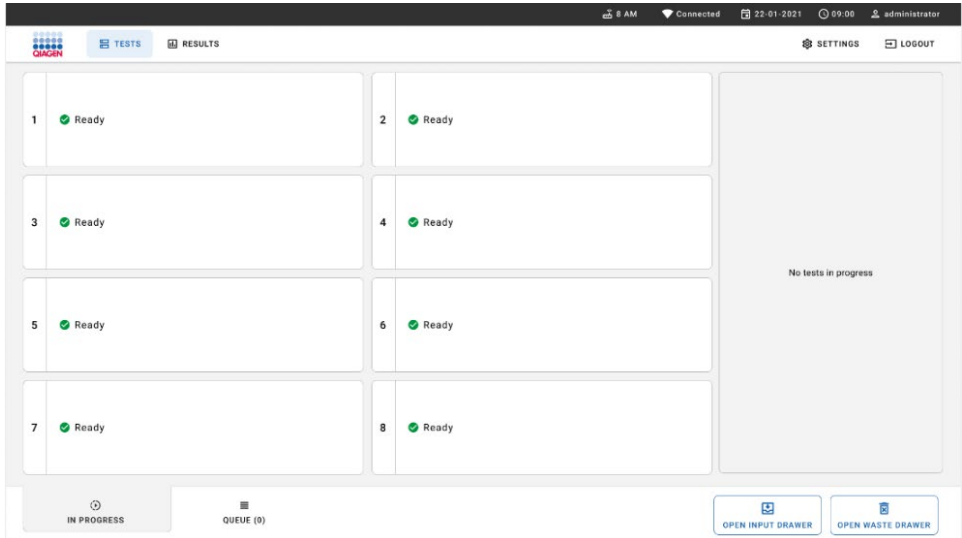 8 AM Connected 22-01-2021 09:00 administrator
QIAGEN TESTS RESULTS SETTINGS LOGOUT
1 Ready 2 Ready
3 Ready 4 Ready
No tests in progress
5 Ready 6 Ready
7 Ready 8 Ready
IN PROGRESS QUEUE (0) OPEN INPUT DRAWER OPEN WASTE DRAWER